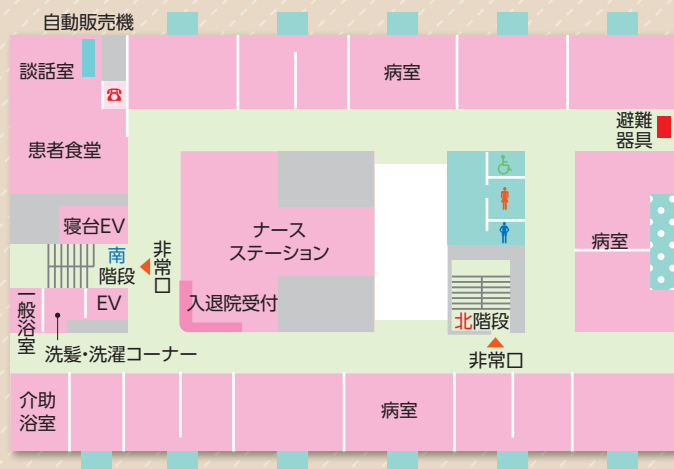 自動販売機
談話室
病室
避難
器具
患者食堂
寝台EV
ナース
ステーション
病室
南
階段
非常口
EV
入退院受付
一般浴室
北階段
洗髪・洗濯コーナー
非常口
介助
浴室
病室